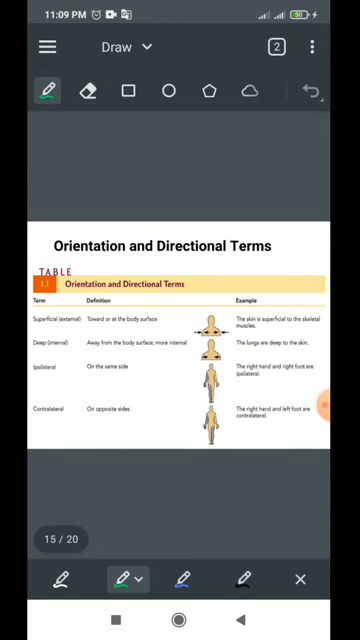 11:09 PM
50
Draw
2
Orientation and Directional Terms
TABLE
1.1 Orientation and Directional Terms
Term Definition Example
Superficial (external) Toward or at the body surface The skin is superficial to the skeletal
muscles.
Deep (internal) Away from the body surface; more internal The lungs are deep to the skin.
Ipsilateral On the same side The right hand and right foot are
ipsilateral.
Contralateral On opposite sides The right hand and left foot are
contralateral.
15 / 20